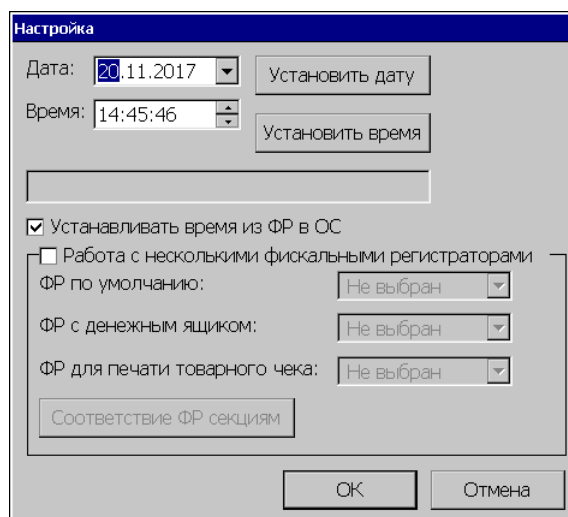 Настройка
Дата: 20.11.2017 Установить дату
Время: 14:45:46 Установить время
Устанавливать время из ФР в ОС
Работа с несколькими фискальными регистраторами
ФР по умолчанию: Не выбран
ФР с денежным ящиком: Не выбран
ФР для печати товарного чека: Не выбран
Соответствие ФР секциям
ОК Отмена